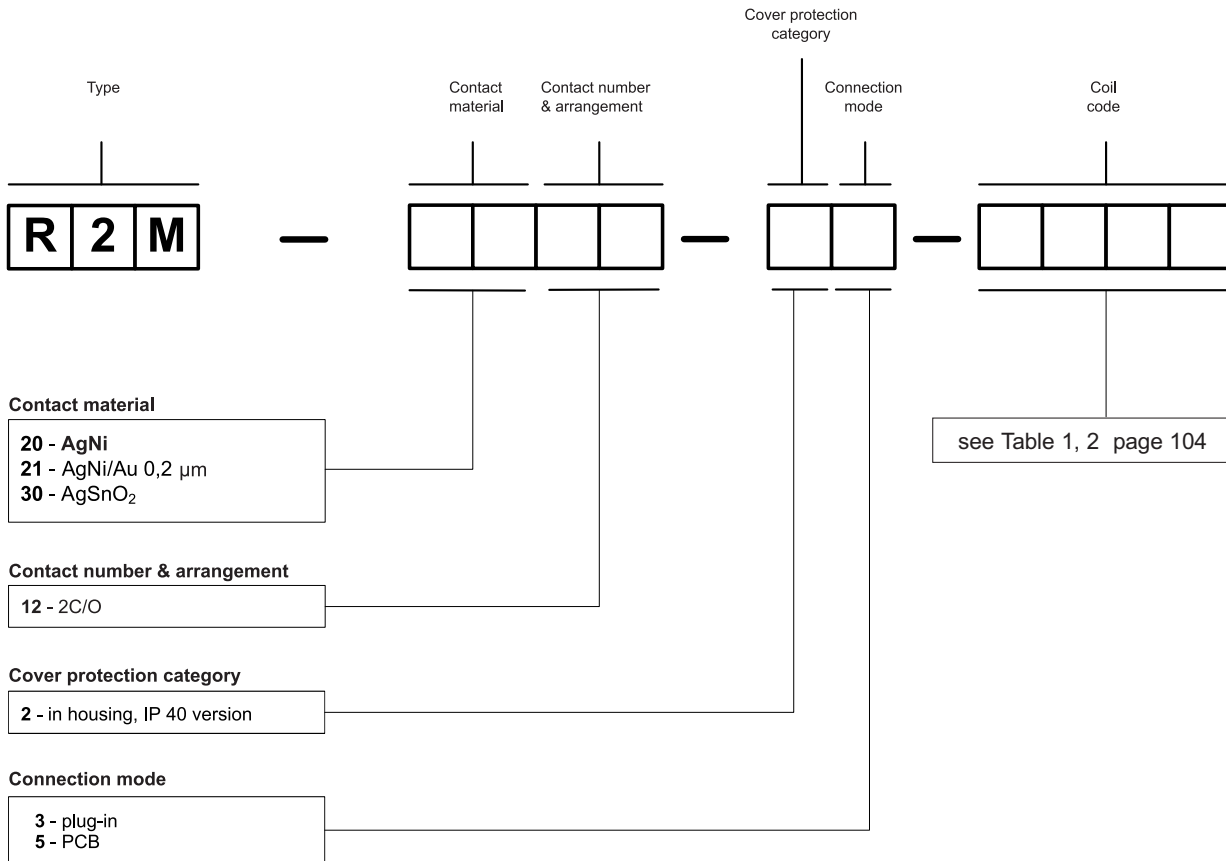 Cover protection
category
Type
Contact
material
Contact number
& arrangement
Connection
mode
Coil
code
R 2 M
Contact material
20 - AgNi
21 - AgNi/Au 0,2 µm
30 - AgSnO₂
see Table 1, 2 page 104
Contact number & arrangement
12 - 2C/O
Cover protection category
2 - in housing, IP 40 version
Connection mode
3 - plug-in
5 - PCB